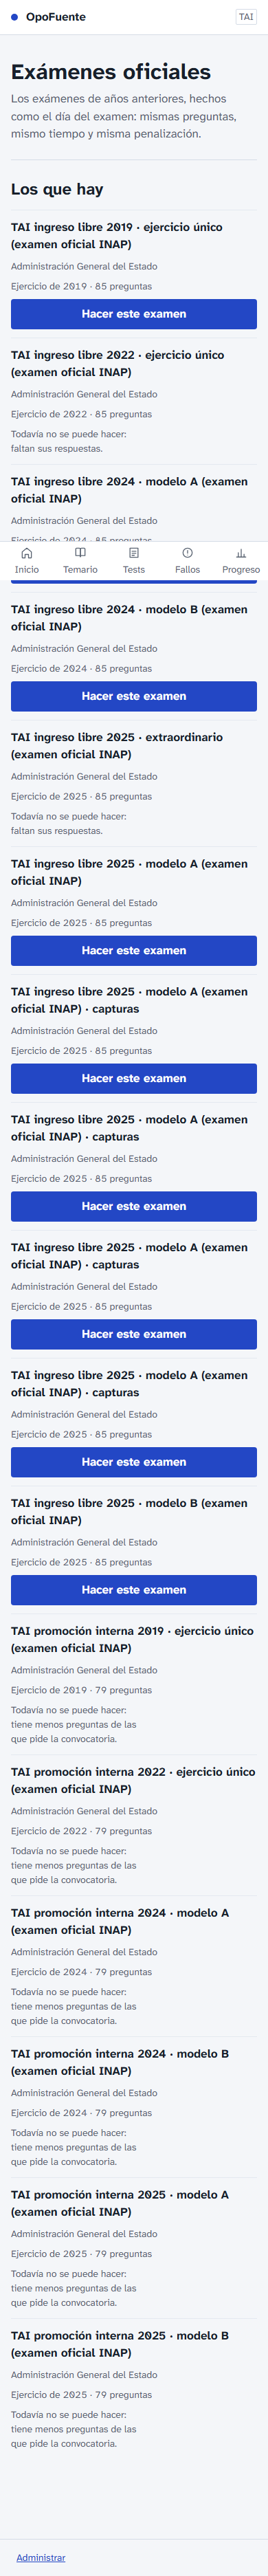 OpoFuente
TAI
Exámenes oficiales
Los exámenes de años anteriores, hechos
como el día del examen: mismas preguntas,
mismo tiempo y misma penalización.
Los que hay
TAI ingreso libre 2019 · ejercicio único
(examen oficial INAP)
Administración General del Estado
Ejercicio de 2019 · 85 preguntas
Hacer este examen
TAI ingreso libre 2022 · ejercicio único
(examen oficial INAP)
Administración General del Estado
Ejercicio de 2022 · 85 preguntas
Todavía no se puede hacer:
faltan sus respuestas.
TAI ingreso libre 2024 · modelo A (examen
oficial INAP)
Administración General del Estado
Ejercicio de 2024 · 85 preguntas
Inicio
Temario
Tests
Fallos
Progreso
TAI ingreso libre 2024 · modelo B (examen
oficial INAP)
Administración General del Estado
Ejercicio de 2024 · 85 preguntas
Hacer este examen
TAI ingreso libre 2025 · extraordinario
(examen oficial INAP)
Administración General del Estado
Ejercicio de 2025 · 85 preguntas
Todavía no se puede hacer:
faltan sus respuestas.
TAI ingreso libre 2025 · modelo A (examen
oficial INAP)
Administración General del Estado
Ejercicio de 2025 · 85 preguntas
Hacer este examen
TAI ingreso libre 2025 · modelo A (examen
oficial INAP) · capturas
Administración General del Estado
Ejercicio de 2025 · 85 preguntas
Hacer este examen
TAI ingreso libre 2025 · modelo A (examen
oficial INAP) · capturas
Administración General del Estado
Ejercicio de 2025 · 85 preguntas
Hacer este examen
TAI ingreso libre 2025 · modelo A (examen
oficial INAP) · capturas
Administración General del Estado
Ejercicio de 2025 · 85 preguntas
Hacer este examen
TAI ingreso libre 2025 · modelo A (examen
oficial INAP) · capturas
Administración General del Estado
Ejercicio de 2025 · 85 preguntas
Hacer este examen
TAI ingreso libre 2025 · modelo B (examen
oficial INAP)
Administración General del Estado
Ejercicio de 2025 · 85 preguntas
Hacer este examen
TAI promoción interna 2019 · ejercicio único
(examen oficial INAP)
Administración General del Estado
Ejercicio de 2019 · 79 preguntas
Todavía no se puede hacer:
tiene menos preguntas de las
que pide la convocatoria.
TAI promoción interna 2022 · ejercicio único
(examen oficial INAP)
Administración General del Estado
Ejercicio de 2022 · 79 preguntas
Todavía no se puede hacer:
tiene menos preguntas de las
que pide la convocatoria.
TAI promoción interna 2024 · modelo A
(examen oficial INAP)
Administración General del Estado
Ejercicio de 2024 · 79 preguntas
Todavía no se puede hacer:
tiene menos preguntas de las
que pide la convocatoria.
TAI promoción interna 2024 · modelo B
(examen oficial INAP)
Administración General del Estado
Ejercicio de 2024 · 79 preguntas
Todavía no se puede hacer:
tiene menos preguntas de las
que pide la convocatoria.
TAI promoción interna 2025 · modelo A
(examen oficial INAP)
Administración General del Estado
Ejercicio de 2025 · 79 preguntas
Todavía no se puede hacer:
tiene menos preguntas de las
que pide la convocatoria.
TAI promoción interna 2025 · modelo B
(examen oficial INAP)
Administración General del Estado
Ejercicio de 2025 · 79 preguntas
Todavía no se puede hacer:
tiene menos preguntas de las
que pide la convocatoria.
Administrar